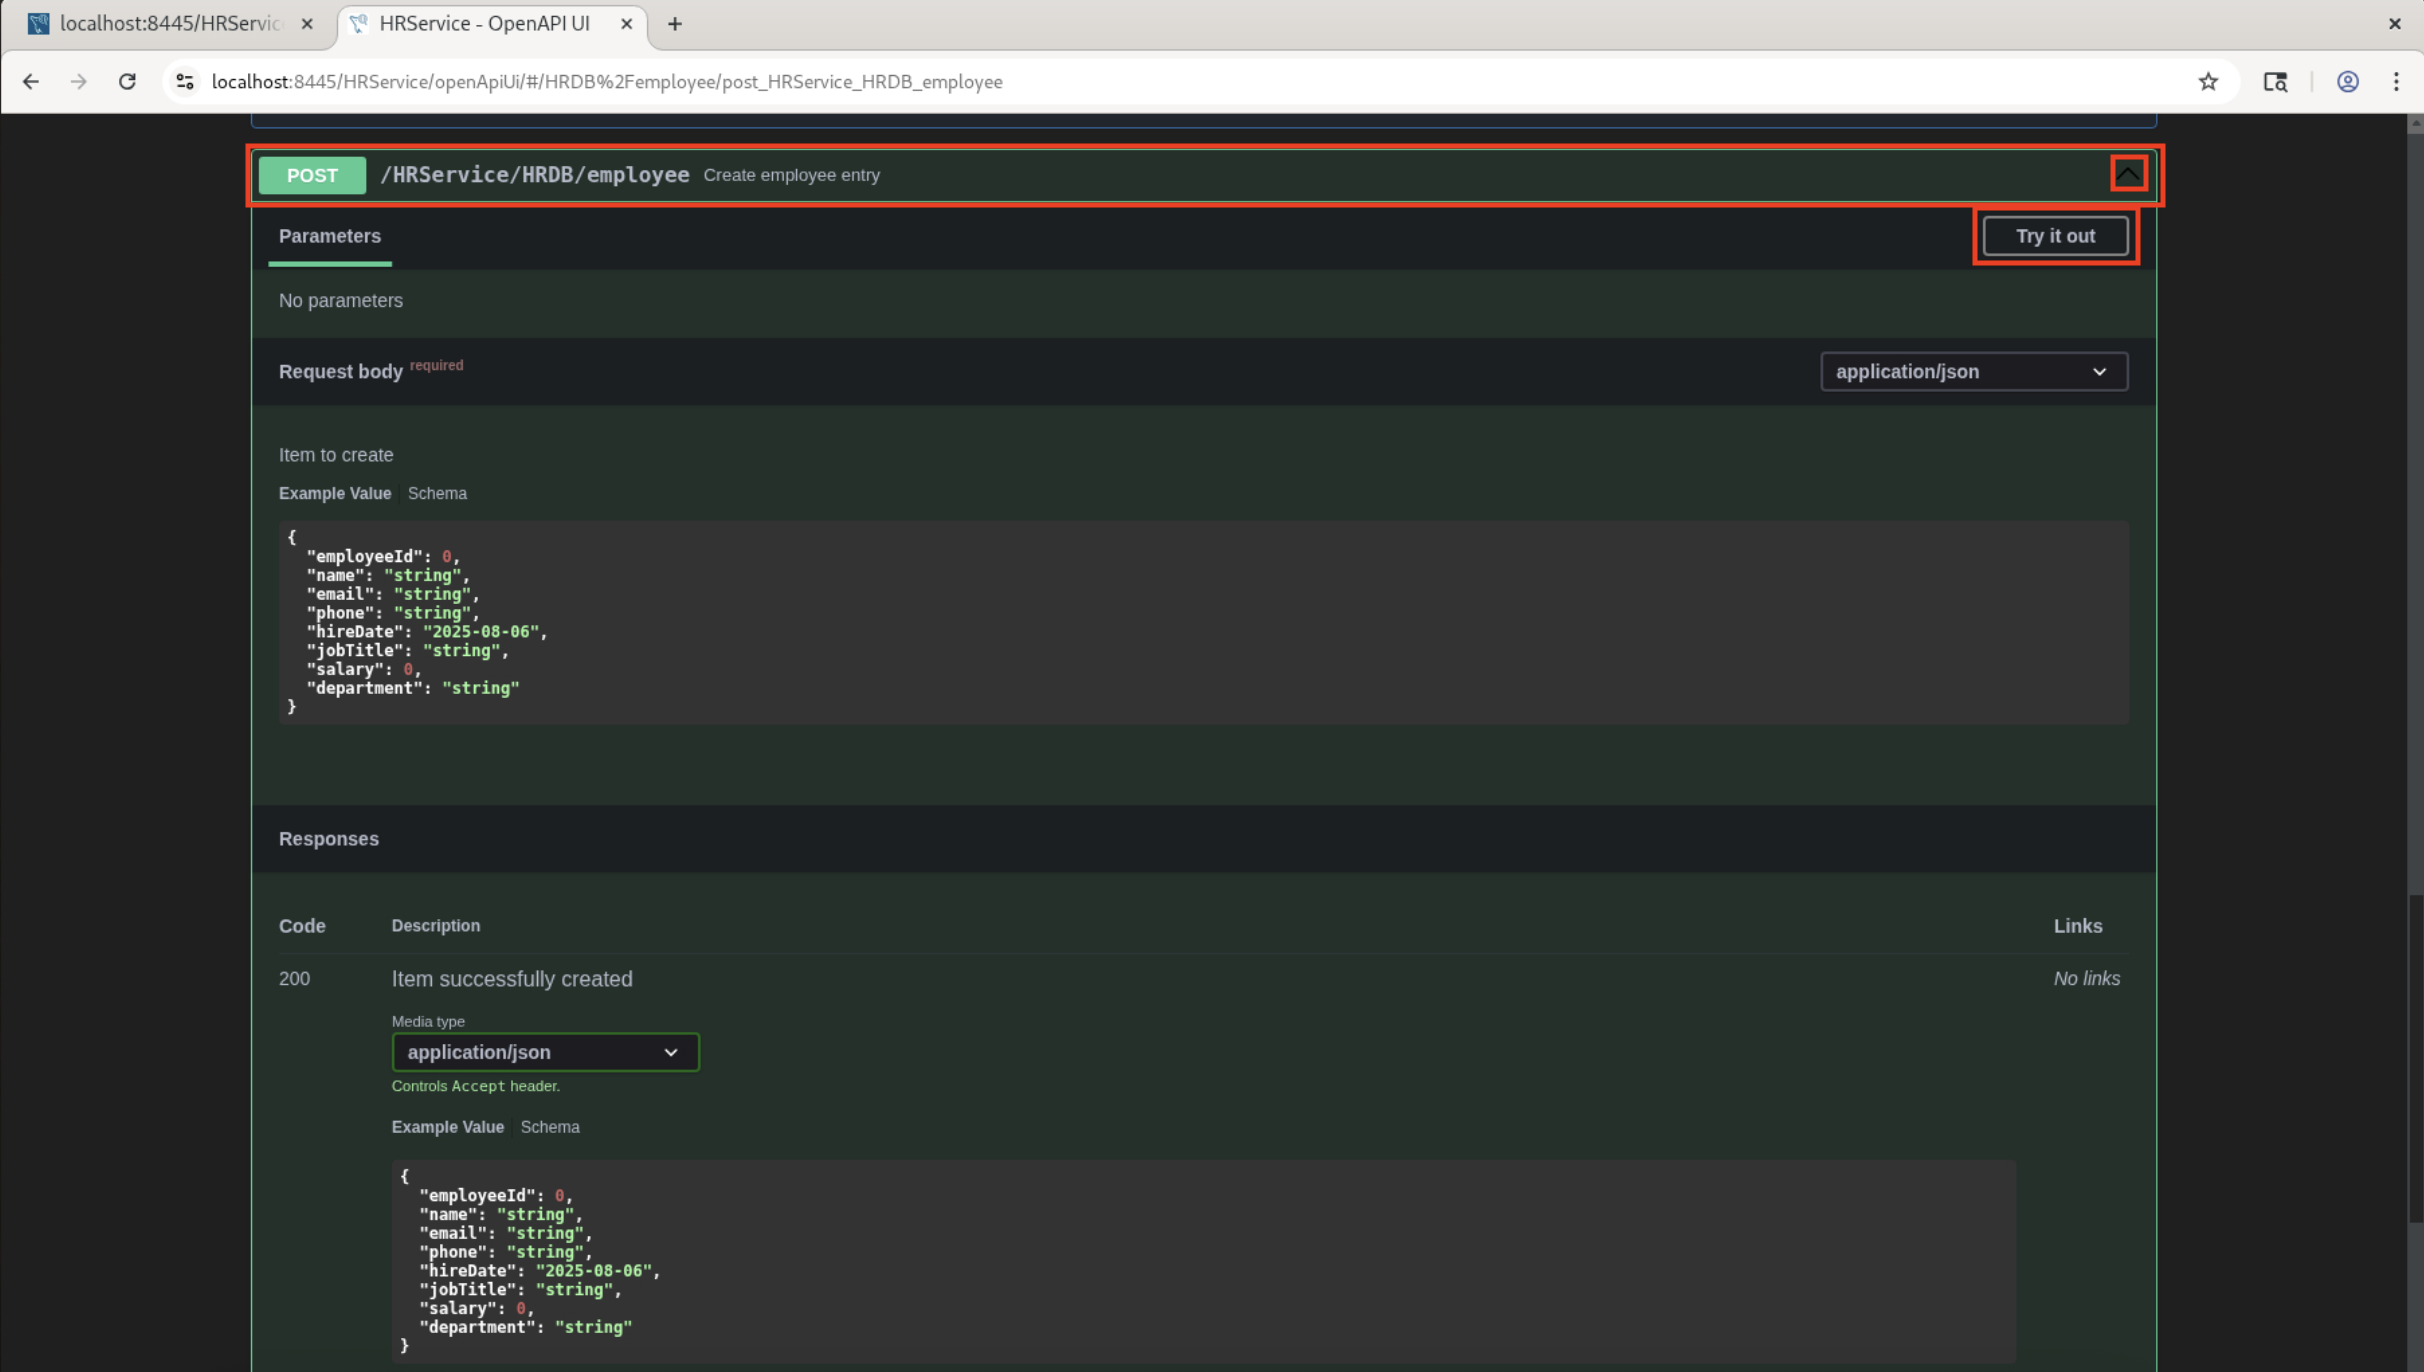 localhost:8445/HRServic
HRService - OpenAPI UI
localhost:8445/HRService/openApiUi/#/HRDB%2Femployee/post_HRService_HRDB_employee
POST /HRService/HRDB/employee Create employee entry
Parameters
Try it out
No parameters
Request body required
application/json
Item to create
Example Value Schema
{
"employeeId": 0,
"name": "string",
"email": "string",
"phone": "string",
"hireDate": "2025-08-06",
"jobTitle": "string",
"salary": 0,
"department": "string"
}
Responses
Code Description Links
200 Item successfully created No links
Media type
application/json
Controls Accept header.
Example Value Schema
{
"employeeId": 0,
"name": "string",
"email": "string",
"phone": "string",
"hireDate": "2025-08-06",
"jobTitle": "string",
"salary": 0,
"department": "string"
}